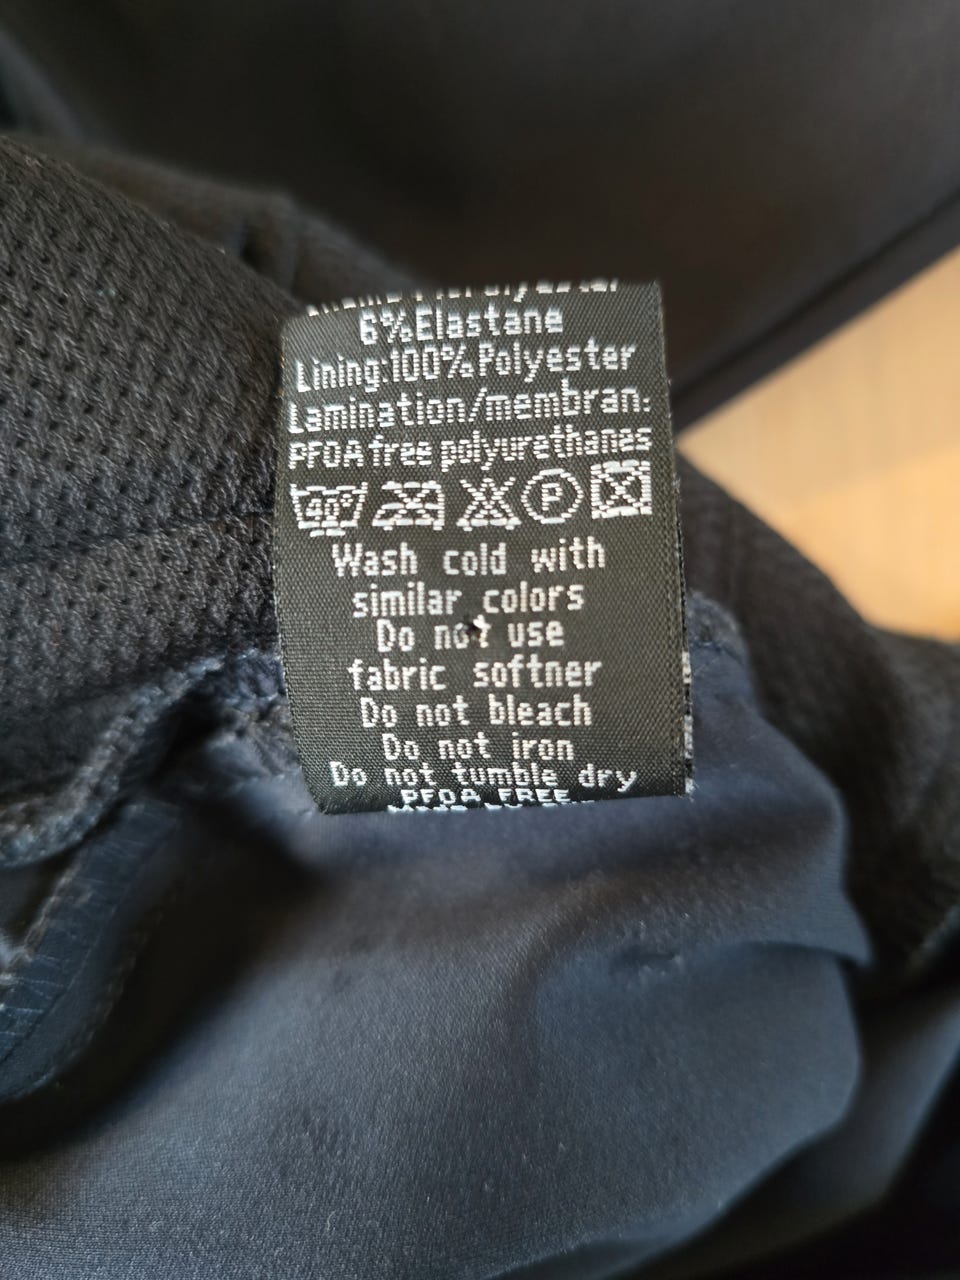 6%Elastane
Lining:100%Polyester
Lamination/membran:
PFOA free polyurethanes
40° P
Wash cold with
similar colors
Do not use
fabric softner
Do not bleach
Do not iron
Do not tumble dry
PFOA FREE